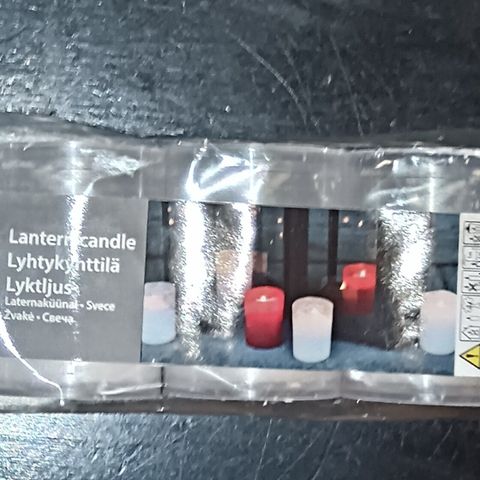 Lantern candle
Lyhtykynttilä
Lyktljus
Laternaküünal • Svece
Žvakė • Свеча